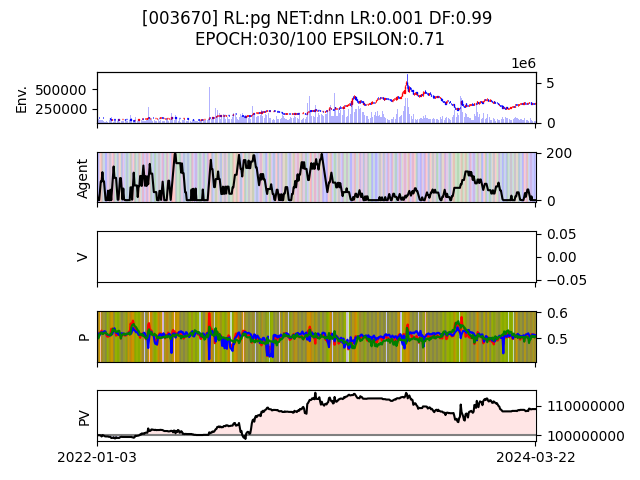 [003670] RL:pg NET:dnn LR:0.001 DF:0.99
EPOCH:030/100 EPSILON:0.71
1e6
Env.
500000
250000
5
0
Agent
200
0
V
0.05
0.00
−0.05
P
0.6
0.5
PV
110000000
100000000
2022-01-03
2024-03-22